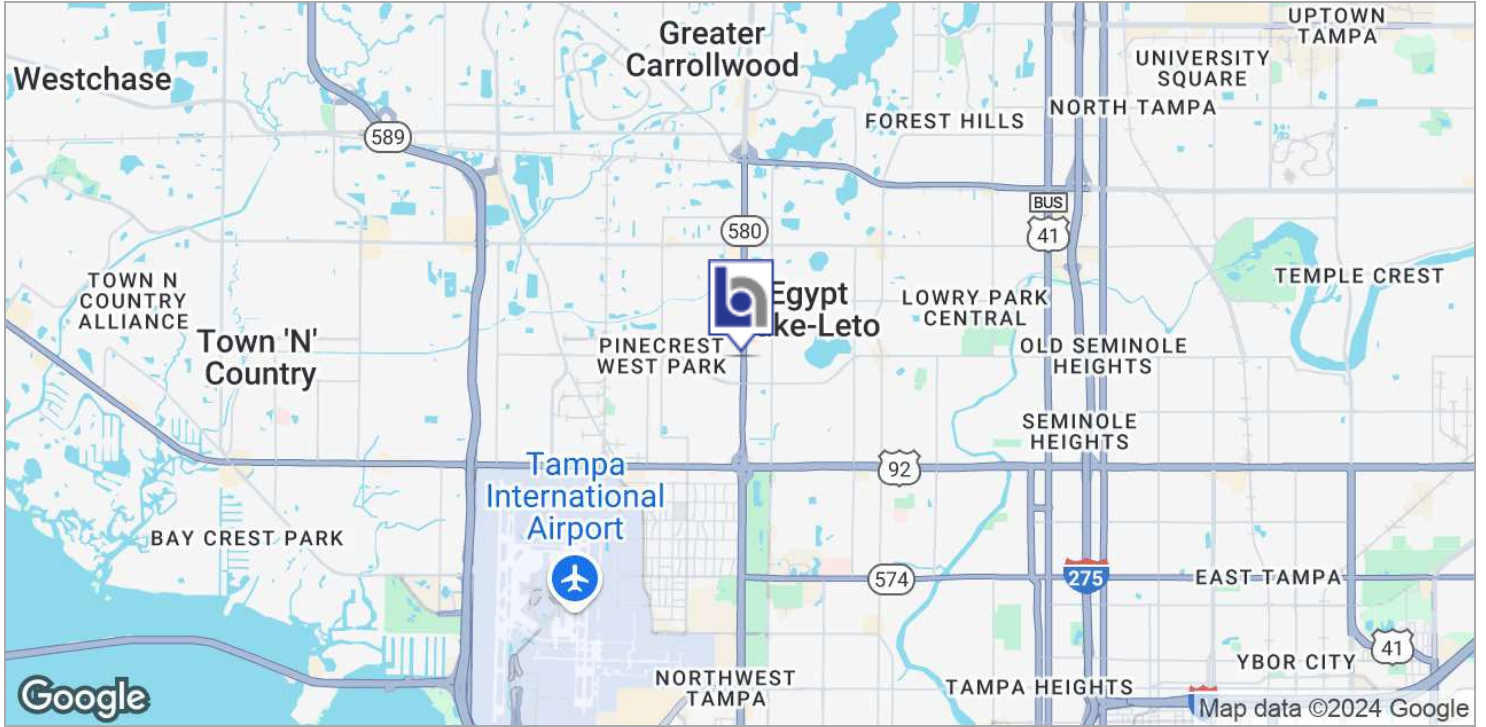 UPTOWN
TAMPA
Greater
Carrollwood
Westchase
UNIVERSITY
SQUARE
NORTH TAMPA
FOREST HILLS
589
BUS
41
580
TOWN N
COUNTRY
ALLIANCE
TEMPLE CREST
Egypt
ke-Leto
LOWRY PARK
CENTRAL
Town 'N'
Country
PINECREST
WEST PARK
OLD SEMINOLE
HEIGHTS
SEMINOLE
HEIGHTS
92
Tampa
International
Airport
BAY CREST PARK
574
275
EAST TAMPA
41
YBOR CITY
NORTHWEST
TAMPA
TAMPA HEIGHTS
Google
Map data ©2024 Google